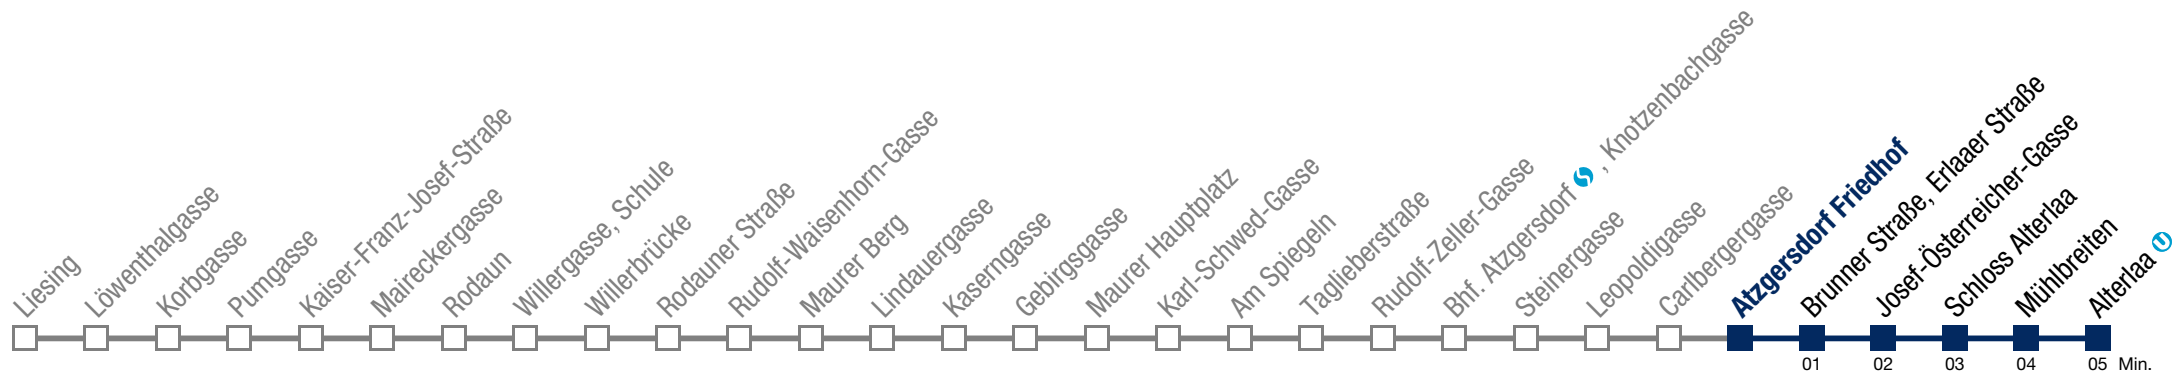 Liesing
Löwenthalgasse
Korbgasse
Pumgasse
Kaiser-Franz-Josef-Straße
Maireckergasse
Rodaun
Willergasse, Schule
Willerbrücke
Rodauner Straße
Rudolf-Waisenhorn-Gasse
Maurer Berg
Lindauergasse
Kaserngasse
Gebirgsgasse
Maurer Hauptplatz
Karl-Schwed-Gasse
Am Spiegeln
Taglieberstraße
Rudolf-Zeller-Gasse
Bhf. Atzgersdorf S, Knotzenbachgasse
Steinergasse
Leopoldigasse
Carlbergergasse
Atzgersdorf Friedhof
Brunner Straße, Erlaaer Straße
Josef-Österreicher-Gasse
Schloss Alterlaa
Mühlbreiten
Alterlaa U
01 02 03 04 05 Min.